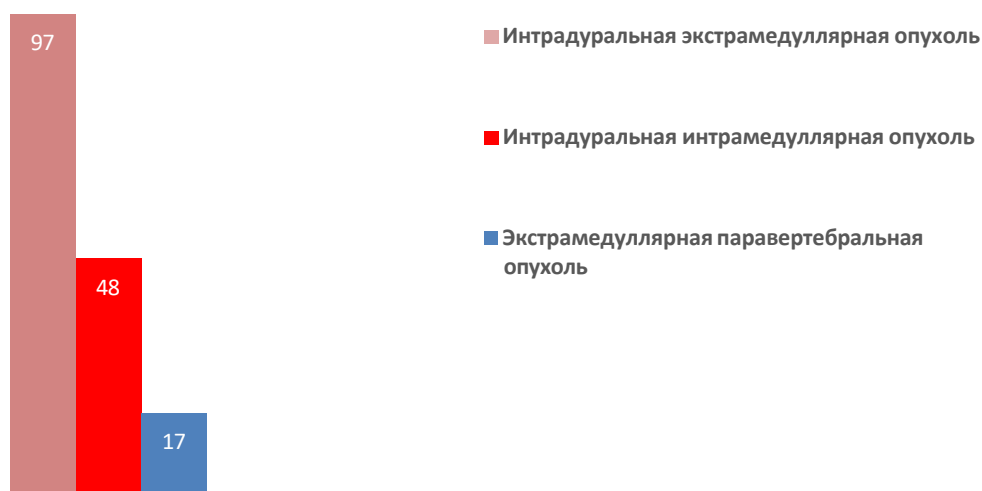 97
48
17
Интрадуральная экстрамедуллярная опухоль
Интрадуральная интрамедуллярная опухоль
Экстрамедуллярная паравертебральная
опухоль